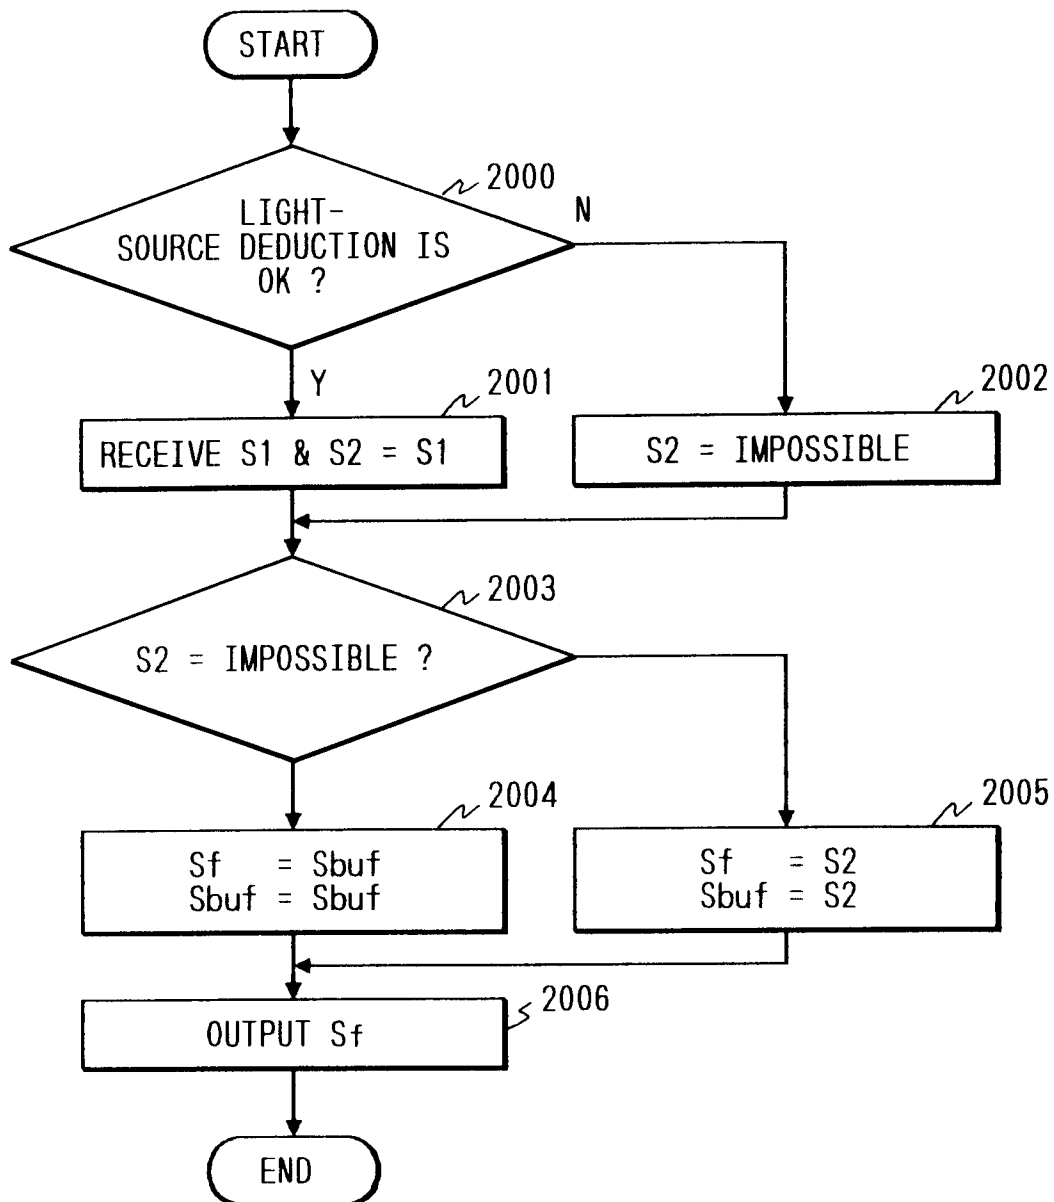 START
2000
LIGHT-
SOURCE DEDUCTION IS
OK ?
N
Y
2001
RECEIVE S1 & S2 = S1
2002
S2 = IMPOSSIBLE
2003
S2 = IMPOSSIBLE ?
2004
Sf = Sbuf
Sbuf = Sbuf
2005
Sf = S2
Sbuf = S2
2006
OUTPUT Sf
END